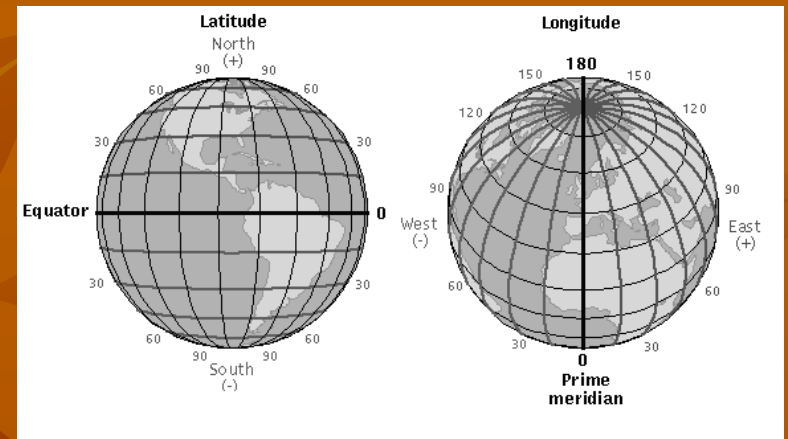 Latitude
North
(+)
90 90
60 60
30 30
Equator 0
30 30
60 60
90 90
South
(-)
Longitude
180
150 150
120 120
90 90
West
(-)
East
(+)
60 60
30 30
0
Prime
meridian